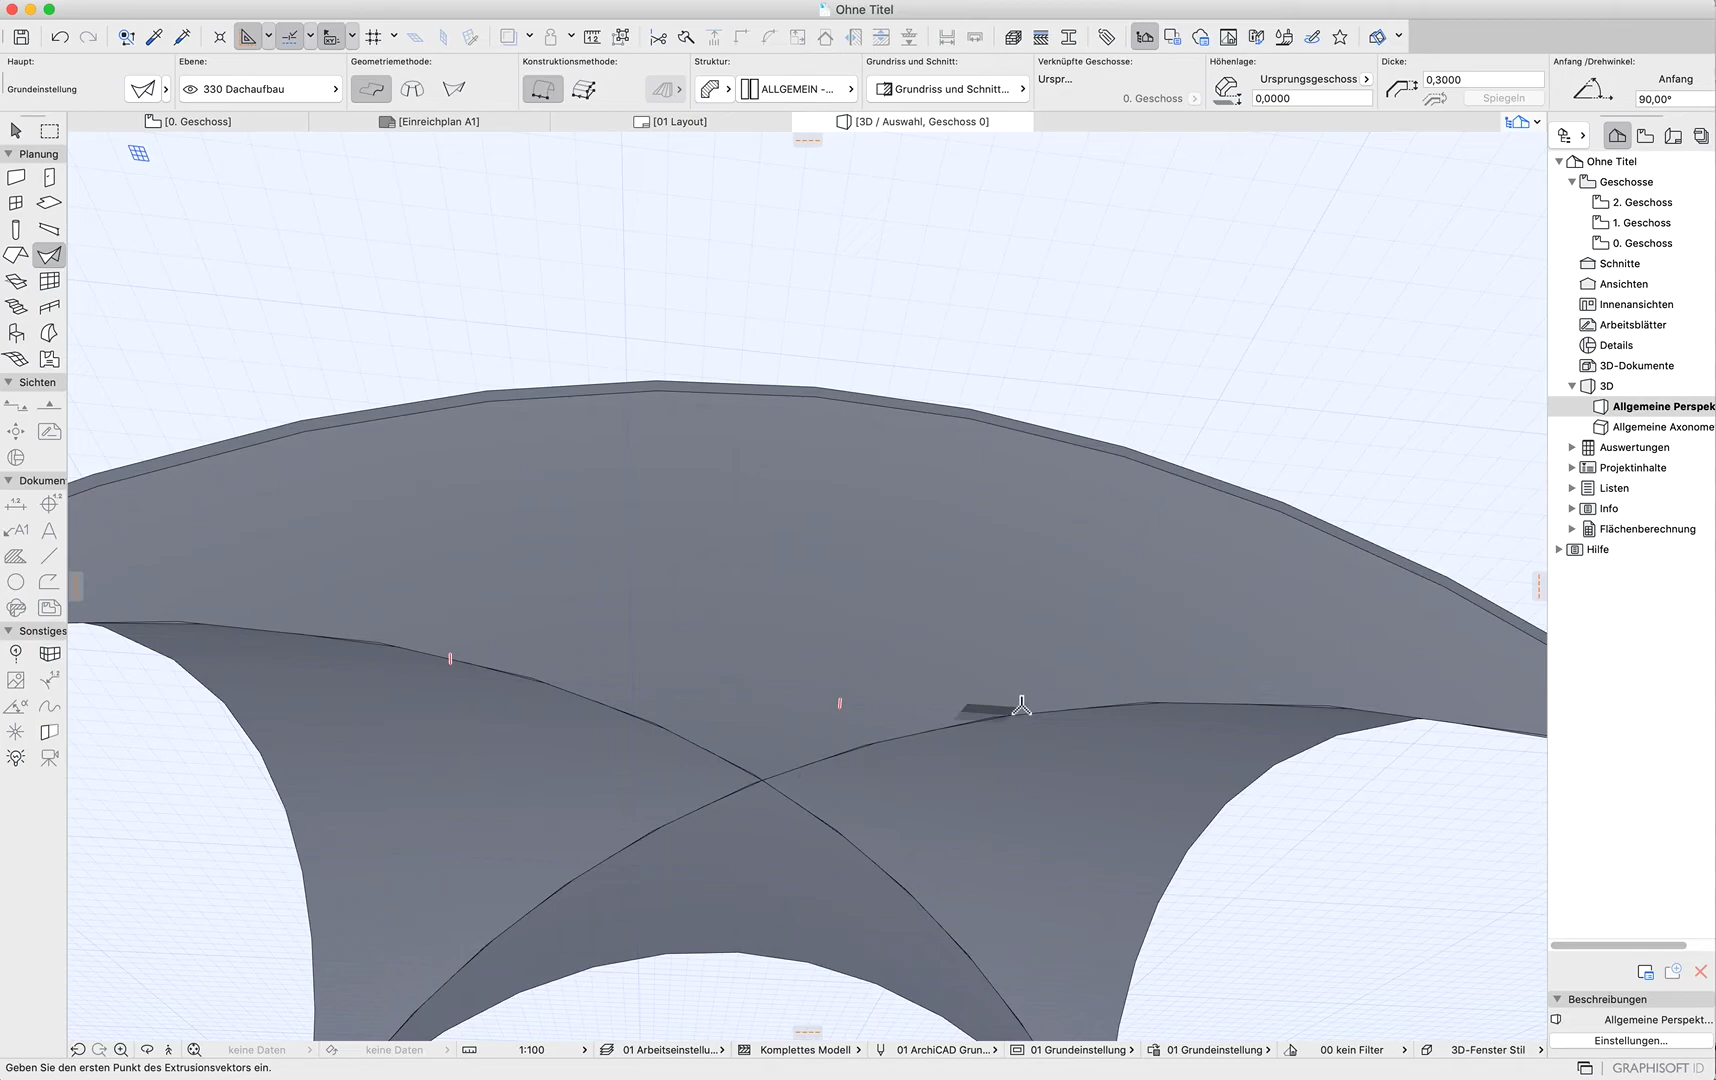 Ohne Titel
Haupt:
Ebene:
Geometriemethode:
Konstruktionsmethode:
Struktur:
Grundriss und Schnitt:
Verknüpfte Geschosse:
Höhenlage:
Dicke:
Anfang /Drehwinkel:
Grundeinstellung
330 Dachaufbau
ALLGEMEIN -...
Grundriss und Schnitt...
Urspr...
0. Geschoss
Ursprungsgeschoss
0,0000
0,3000
Spiegeln
Anfang
90,00°
[0. Geschoss]
[Einreichplan A1]
[01 Layout]
[3D / Auswahl, Geschoss 0]
Planung
Sichten
Dokumen
Sonstiges
Ohne Titel
Geschosse
2. Geschoss
1. Geschoss
0. Geschoss
Schnitte
Ansichten
Innenansichten
Arbeitsblätter
Details
3D-Dokumente
3D
Allgemeine Perspek
Allgemeine Axonome
Auswertungen
Projektinhalte
Listen
Info
Flächenberechnung
Hilfe
Beschreibungen
Allgemeine Perspekt...
Einstellungen...
keine Daten
keine Daten
1:100
01 Arbeitseinstellu...
Komplettes Modell
01 ArchiCAD Grun...
01 Grundeinstellung
01 Grundeinstellung
00 kein Filter
3D-Fenster Stil
Geben Sie den ersten Punkt des Extrusionsvektors ein.
GRAPHISOFT ID